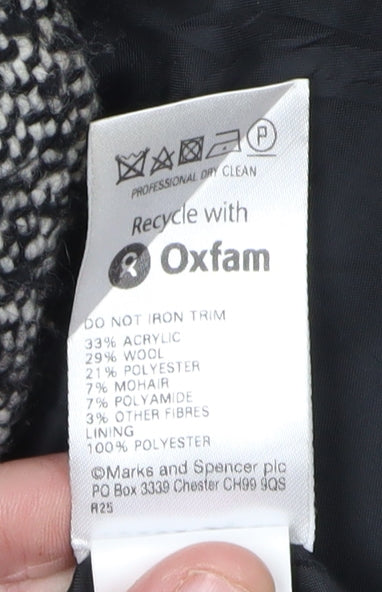 P
PROFESSIONAL DRY CLEAN
Recycle with
Oxfam
DO NOT IRON TRIM
33% ACRYLIC
29% WOOL
21% POLYESTER
7% MOHAIR
7% POLYAMIDE
3% OTHER FIBRES
LINING
100% POLYESTER
©Marks and Spencer plc
PO Box 3339 Chester CH99 9QS
R25